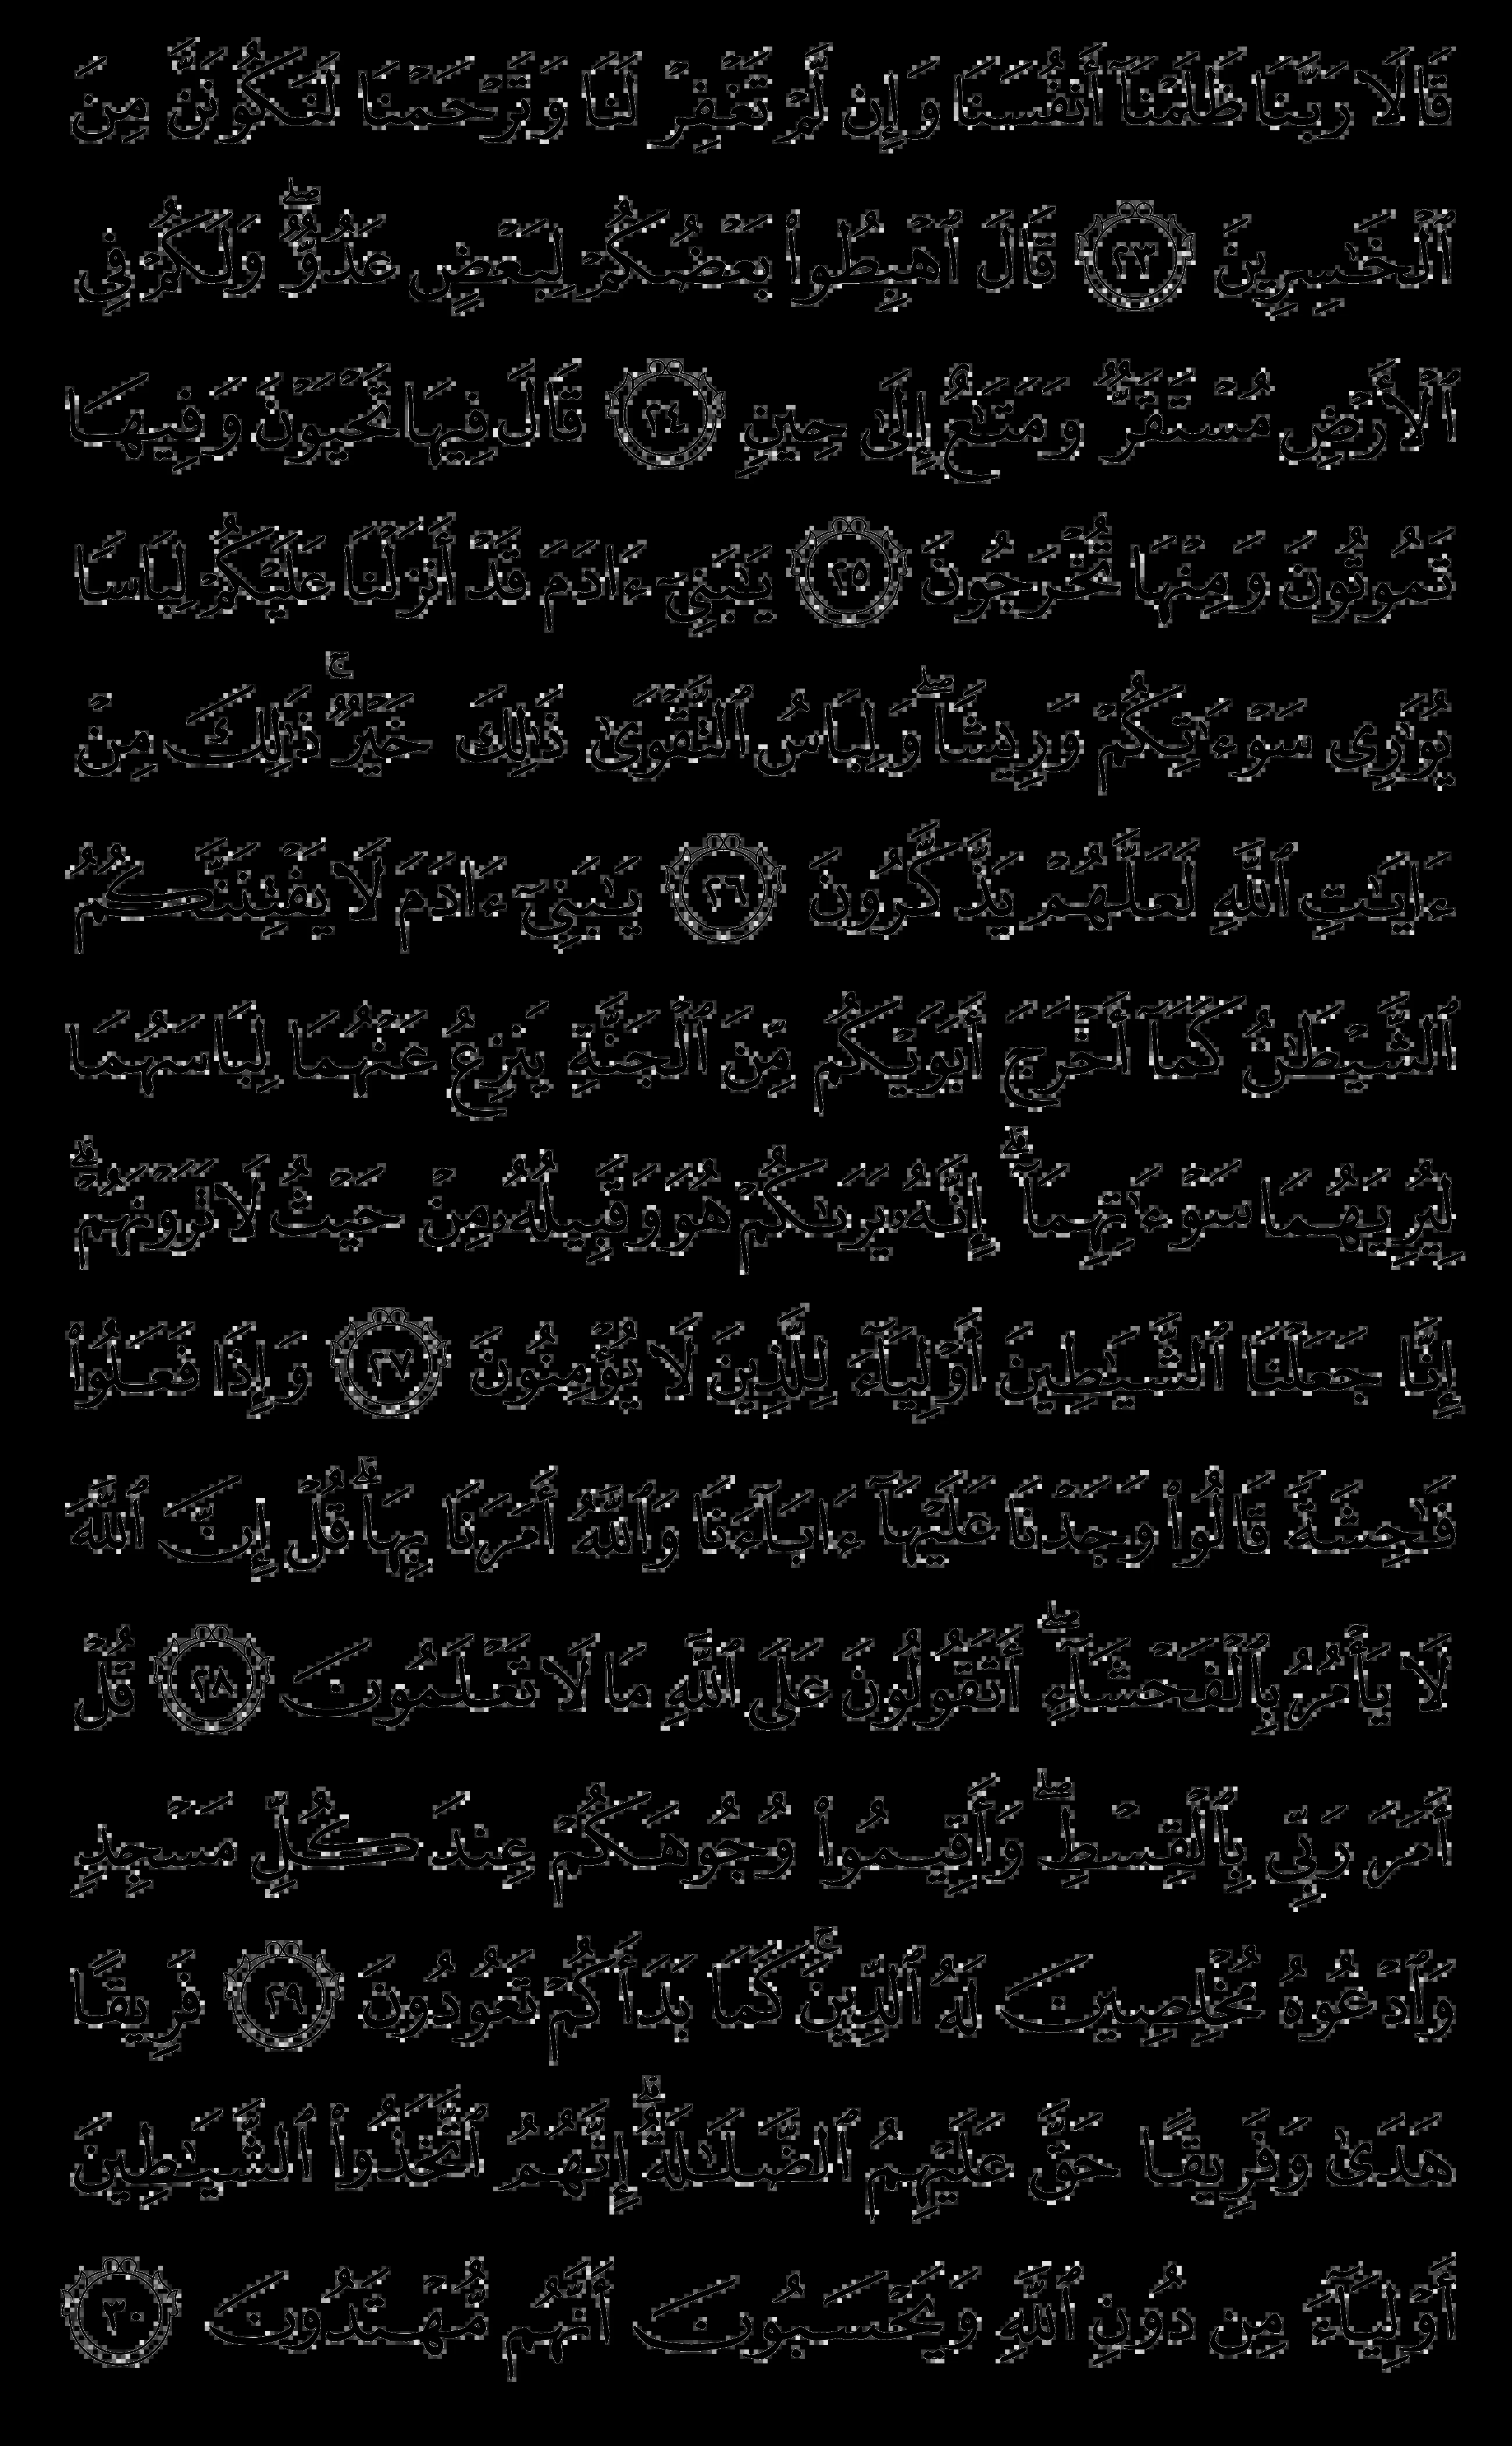 قَالَا رَبَّنَا ظَلَمْنَآ أَنفُسَنَا وَإِن لَّمْ تَغْفِرْ لَنَا وَتَرْحَمْنَا لَنَكُونَنَّ مِنَ
ٱلْخَٰسِرِينَ ٢٣ قَالَ ٱهْبِطُوا۟ بَعْضُكُمْ لِبَعْضٍ عَدُوٌّ ۖ وَلَكُمْ فِى
ٱلْأَرْضِ مُسْتَقَرٌّ وَمَتَٰعٌ إِلَىٰ حِينٍ ٢٤ قَالَ فِيهَا تَحْيَوْنَ وَفِيهَا
تَمُوتُونَ وَمِنْهَا تُخْرَجُونَ ٢٥ يَٰبَنِىٓ ءَادَمَ قَدْ أَنزَلْنَا عَلَيْكُمْ لِبَاسًا
يُوَٰرِى سَوْءَٰتِكُمْ وَرِيشًا ۖ وَلِبَاسُ ٱلتَّقْوَىٰ ذَٰلِكَ خَيْرٌ ۚ ذَٰلِكَ مِنْ
ءَايَٰتِ ٱللَّهِ لَعَلَّهُمْ يَذَّكَّرُونَ ٢٦ يَٰبَنِىٓ ءَادَمَ لَا يَفْتِنَنَّكُمُ
ٱلشَّيْطَٰنُ كَمَآ أَخْرَجَ أَبَوَيْكُم مِّنَ ٱلْجَنَّةِ يَنزِعُ عَنْهُمَا لِبَاسَهُمَا
لِيُرِيَهُمَا سَوْءَٰتِهِمَآ ۗ إِنَّهُۥ يَرَىٰكُمْ هُوَ وَقَبِيلُهُۥ مِنْ حَيْثُ لَا تَرَوْنَهُمْ ۗ
إِنَّا جَعَلْنَا ٱلشَّيَٰطِينَ أَوْلِيَآءَ لِلَّذِينَ لَا يُؤْمِنُونَ ٢٧ وَإِذَا فَعَلُوا۟
فَٰحِشَةً قَالُوا۟ وَجَدْنَا عَلَيْهَآ ءَابَآءَنَا وَٱللَّهُ أَمَرَنَا بِهَا ۗ قُلْ إِنَّ ٱللَّهَ
لَا يَأْمُرُ بِٱلْفَحْشَآءِ ۖ أَتَقُولُونَ عَلَى ٱللَّهِ مَا لَا تَعْلَمُونَ ٢٨ قُلْ
أَمَرَ رَبِّى بِٱلْقِسْطِ ۖ وَأَقِيمُوا۟ وُجُوهَكُمْ عِندَ كُلِّ مَسْجِدٍ
وَٱدْعُوهُ مُخْلِصِينَ لَهُ ٱلدِّينَ ۚ كَمَا بَدَأَكُمْ تَعُودُونَ ٢٩ فَرِيقًا
هَدَىٰ وَفَرِيقًا حَقَّ عَلَيْهِمُ ٱلضَّلَٰلَةُ ۗ إِنَّهُمُ ٱتَّخَذُوا۟ ٱلشَّيَٰطِينَ
أَوْلِيَآءَ مِن دُونِ ٱللَّهِ وَيَحْسَبُونَ أَنَّهُم مُّهْتَدُونَ ٣٠